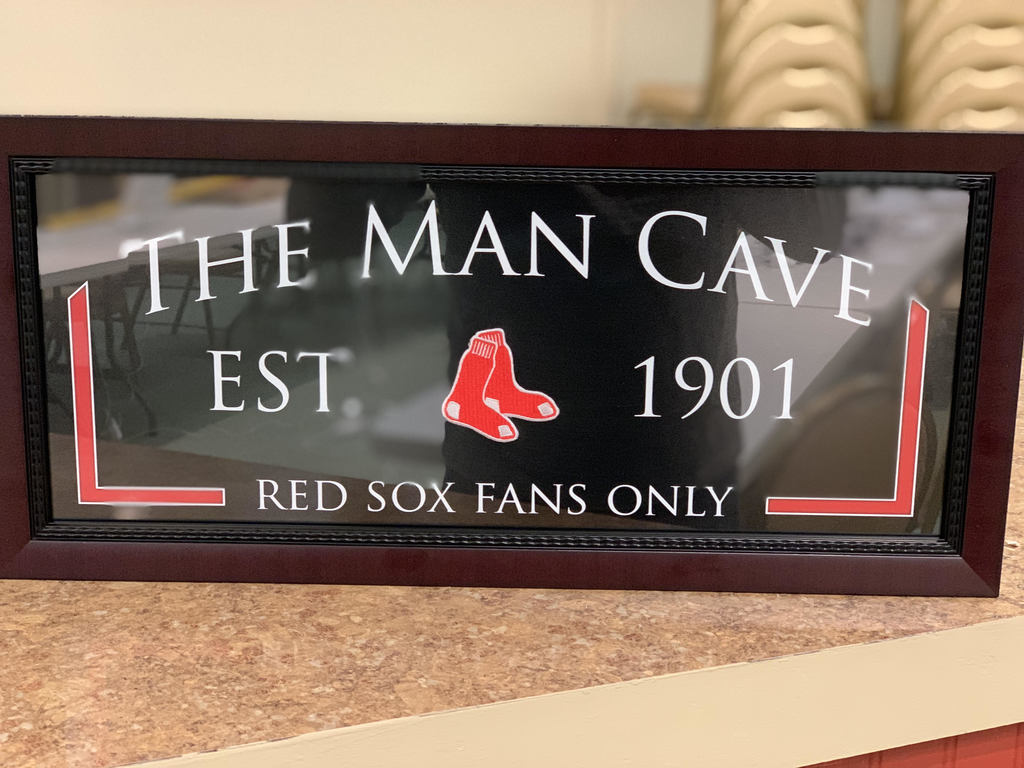 THE MAN CAVE
EST 1901
RED SOX FANS ONLY